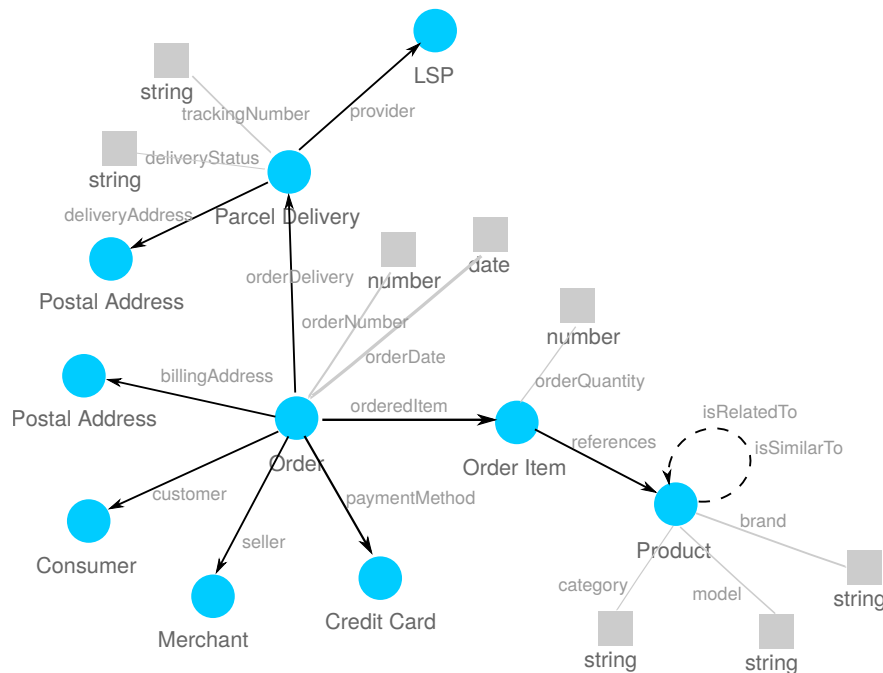 LSP
string
trackingNumber
provider
deliveryStatus
string
deliveryAddress
Parcel Delivery
Postal Address
orderDelivery
number
date
orderNumber
number
orderDate
billingAddress
orderQuantity
Postal Address
orderedItem
isRelatedTo
references
isSimilarTo
Order
Order Item
customer
paymentMethod
brand
seller
Product
Consumer
category
model
string
Merchant
Credit Card
string
string